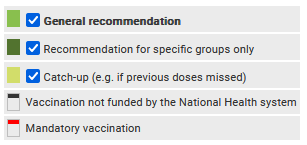 General recommendation
Recommendation for specific groups only
Catch-up (e.g. if previous doses missed)
Vaccination not funded by the National Health system
Mandatory vaccination